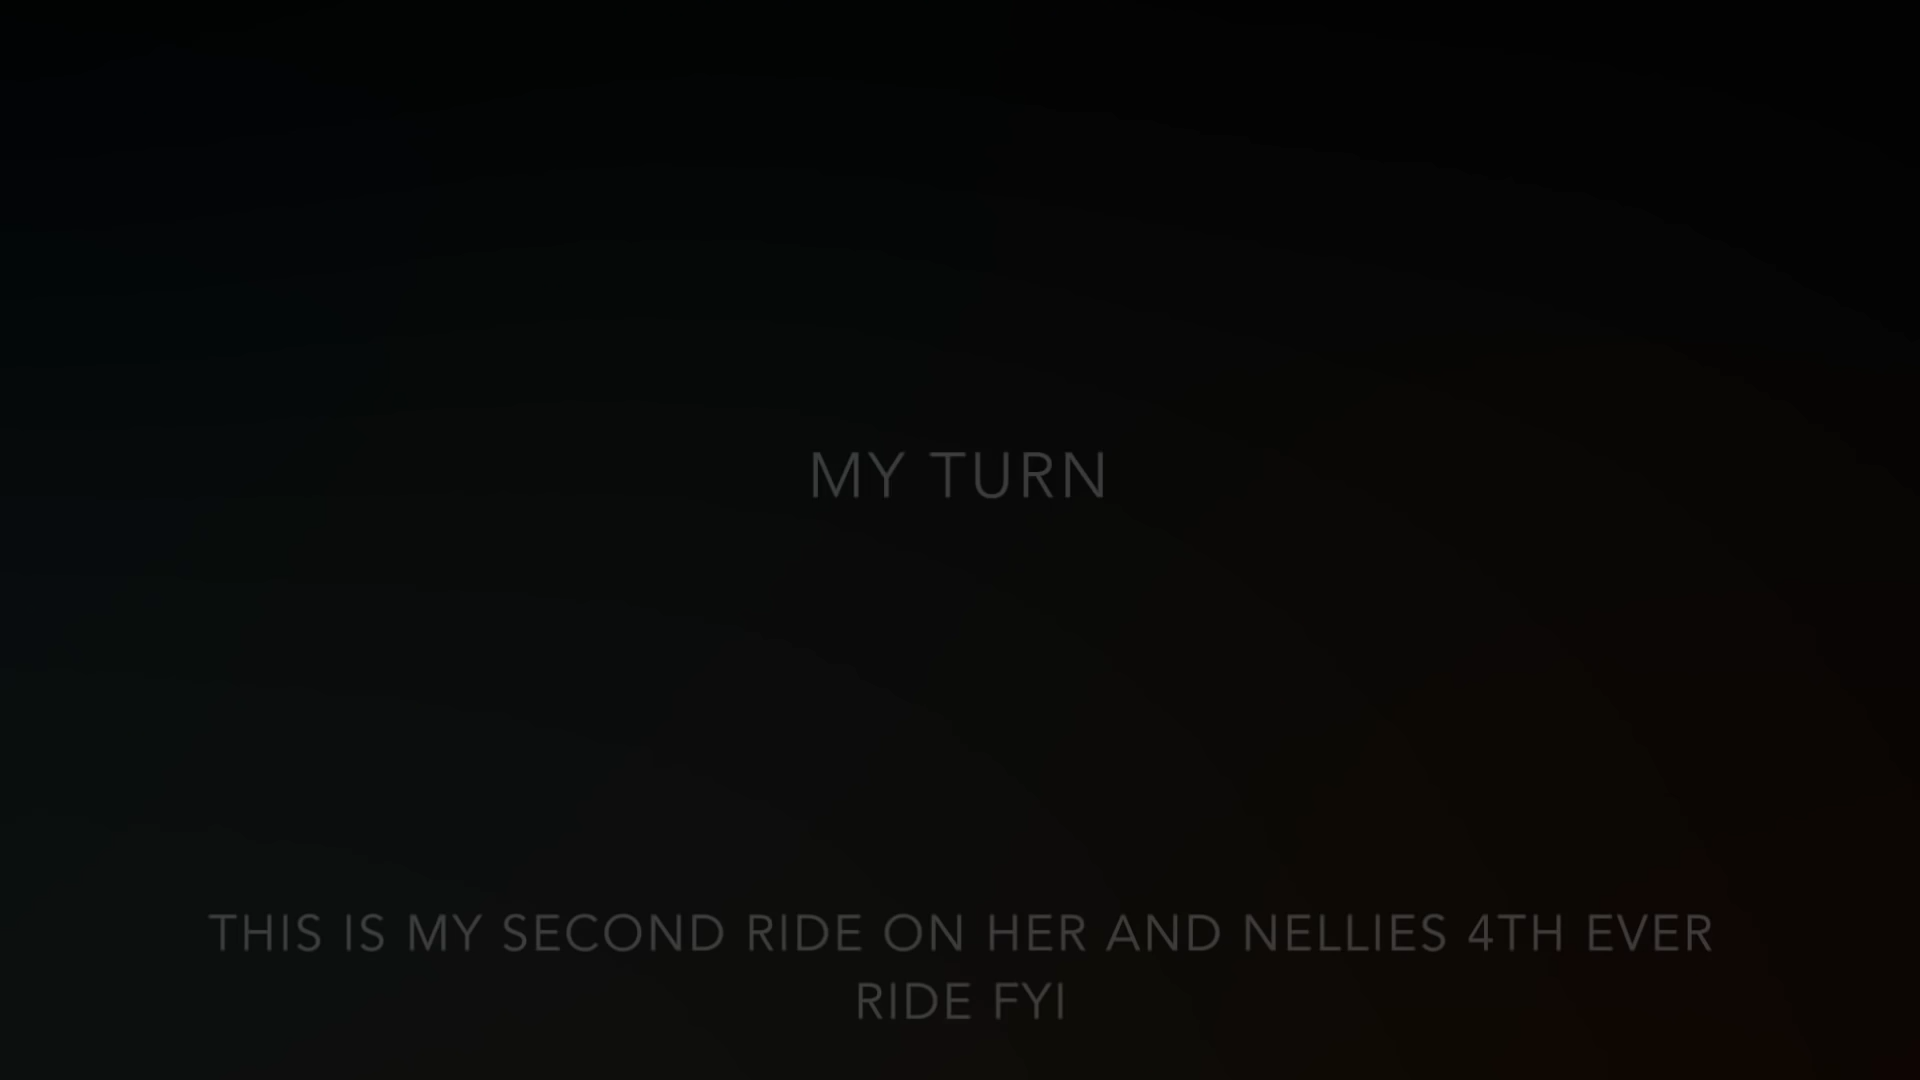 MY TURN
THIS IS MY SECOND RIDE ON HER AND NELLIES 4TH EVER
RIDE FYI